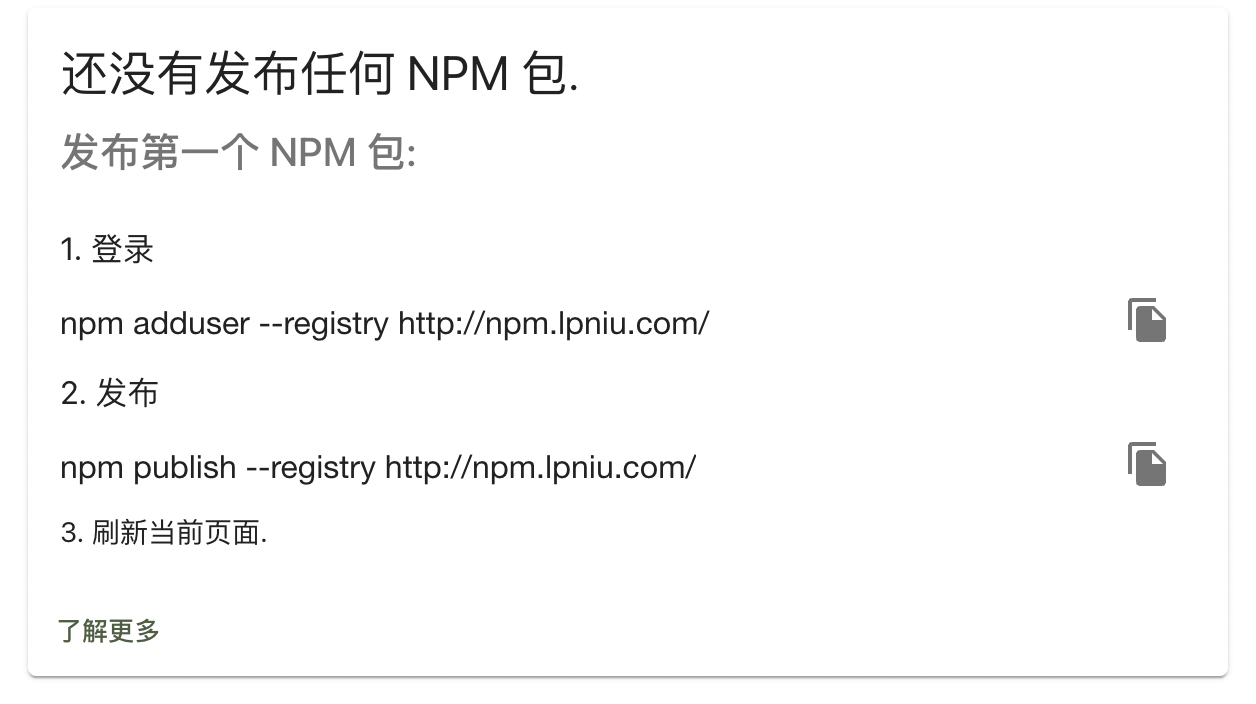 还没有发布任何 NPM 包.
发布第一个 NPM 包:
1. 登录
npm adduser --registry http://npm.lpniu.com/
2. 发布
npm publish --registry http://npm.lpniu.com/
3. 刷新当前页面.
了解更多